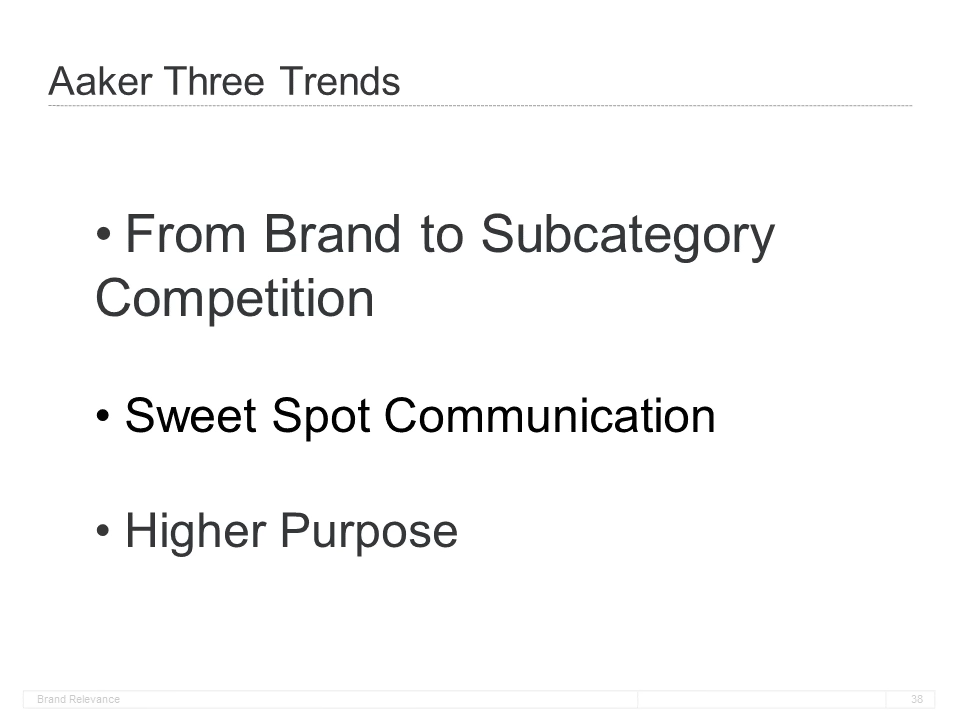 Aaker Three Trends
• From Brand to Subcategory
Competition
• Sweet Spot Communication
• Higher Purpose
Brand Relevance 38